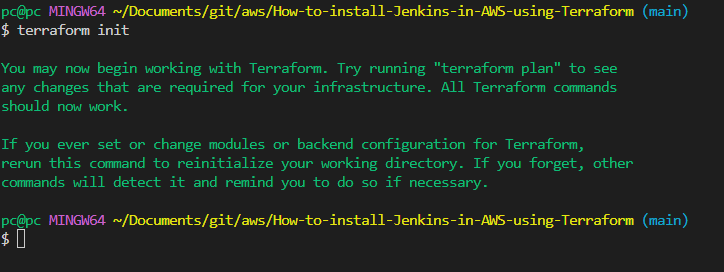 pc@pc MINGW64 ~/Documents/git/aws/How-to-install-Jenkins-in-AWS-using-Terraform (main)
$ terraform init
You may now begin working with Terraform. Try running "terraform plan" to see
any changes that are required for your infrastructure. All Terraform commands
should now work.
If you ever set or change modules or backend configuration for Terraform,
rerun this command to reinitialize your working directory. If you forget, other
commands will detect it and remind you to do so if necessary.
pc@pc MINGW64 ~/Documents/git/aws/How-to-install-Jenkins-in-AWS-using-Terraform (main)
$